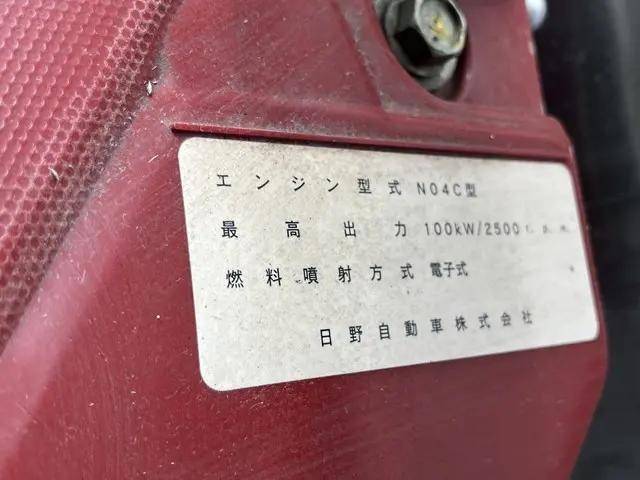 エンジン型式 N04C型
最高出力 100kW/2500r.p.m.
燃料噴射方式 電子式
日野自動車株式会社